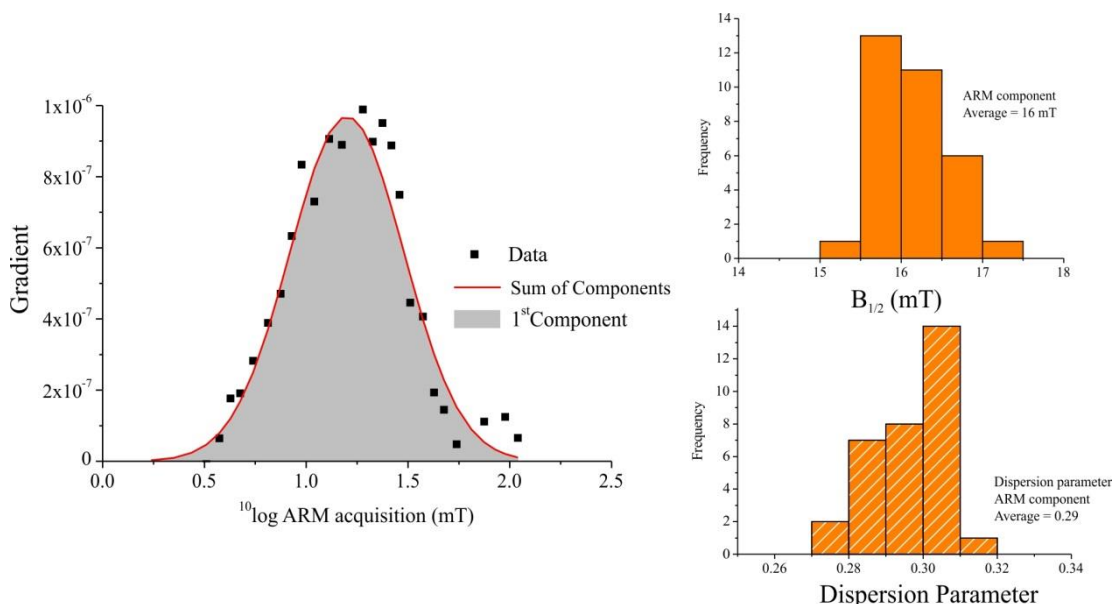 1x10⁻⁶
8x10⁻⁷
6x10⁻⁷
4x10⁻⁷
2x10⁻⁷
0
Gradient
0.0 0.5 1.0 1.5 2.0 2.5
¹⁰log ARM acquisition (mT)
Data
Sum of Components
1ˢᵗComponent
14
12
10
8
6
4
2
0
Frequency
14 15 16 17 18
B₁/₂ (mT)
ARM component
Average = 16 mT
14
12
10
8
6
4
2
0
Frequency
0.26 0.28 0.30 0.32 0.34
Dispersion Parameter
Dispersion parameter
ARM component
Average = 0.29